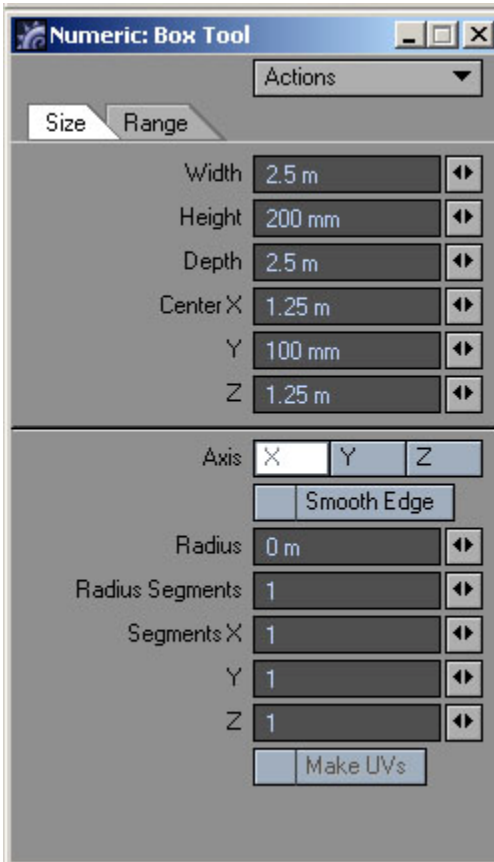 Numeric: Box Tool
Actions
Size Range
Width 2.5 m
Height 200 mm
Depth 2.5 m
Center X 1.25 m
Y 100 mm
Z 1.25 m
Axis X Y Z
Smooth Edge
Radius 0 m
Radius Segments 1
Segments X 1
Y 1
Z 1
Make UVs